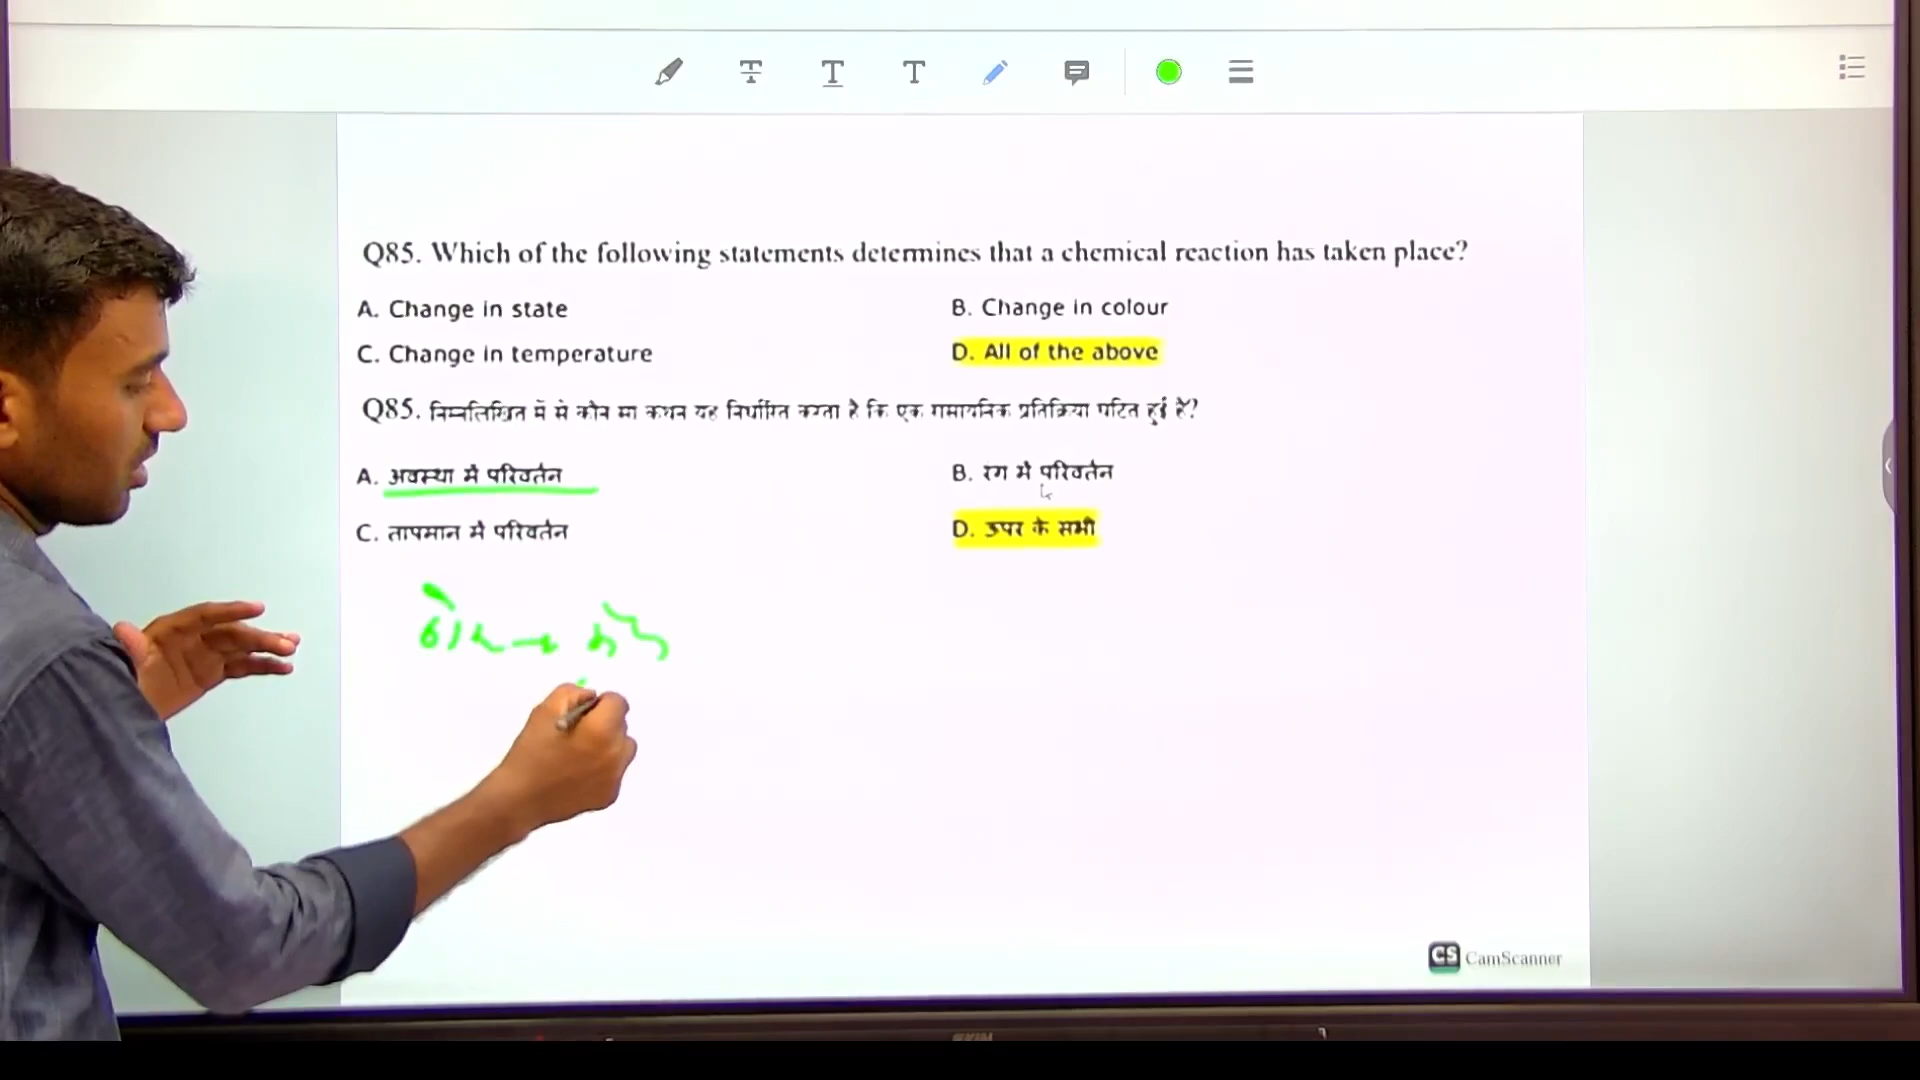 Q85. Which of the following statements determines that a chemical reaction has taken place?
A. Change in state
B. Change in colour
C. Change in temperature
D. All of the above
Q85. निम्नलिखित में से कौन सा कथन यह निर्धारित करता है कि एक रासायनिक प्रतिक्रिया घटित हुई है?
A. अवस्था में परिवर्तन
B. रंग में परिवर्तन
C. तापमान में परिवर्तन
D. उपर के सभी
CS CamScanner